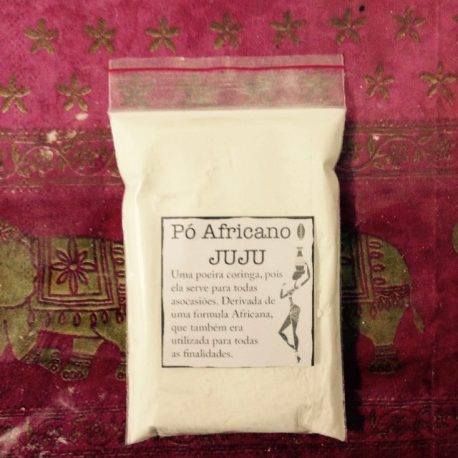 Pó Africano
JUJU
Uma poeira coringa, pois
ela serve para todas
asocasiões. Derivada de
uma formula Africana,
que também era
utilizada para todas
as finalidades.